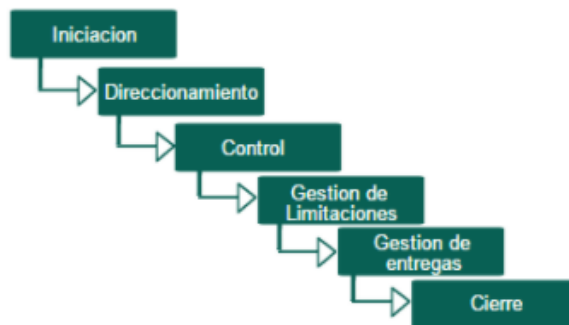 Iniciacion
Direccionamiento
Control
Gestion de
Limitaciones
Gestion de
entregas
Cierre